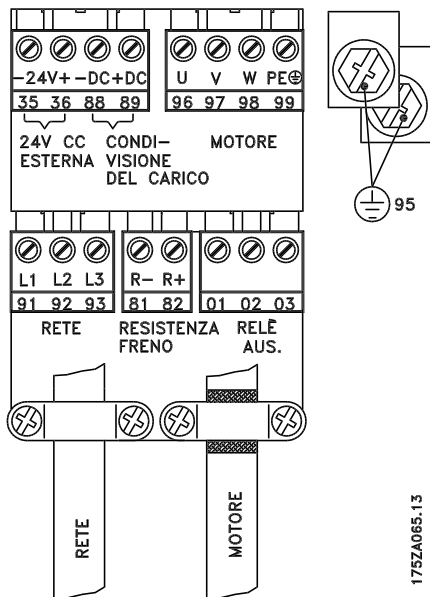 -24V+ -DC+DC U V W PE
35 36 88 89 96 97 98 99
24V CC ESTERNA
CONDI-
VISIONE
DEL CARICO
MOTORE
95
L1 L2 L3 R- R+
91 92 93 81 82 01 02 03
RETE
RESISTENZA
FRENO
RELÈ
AUS.
RETE
MOTORE
175ZA065.13